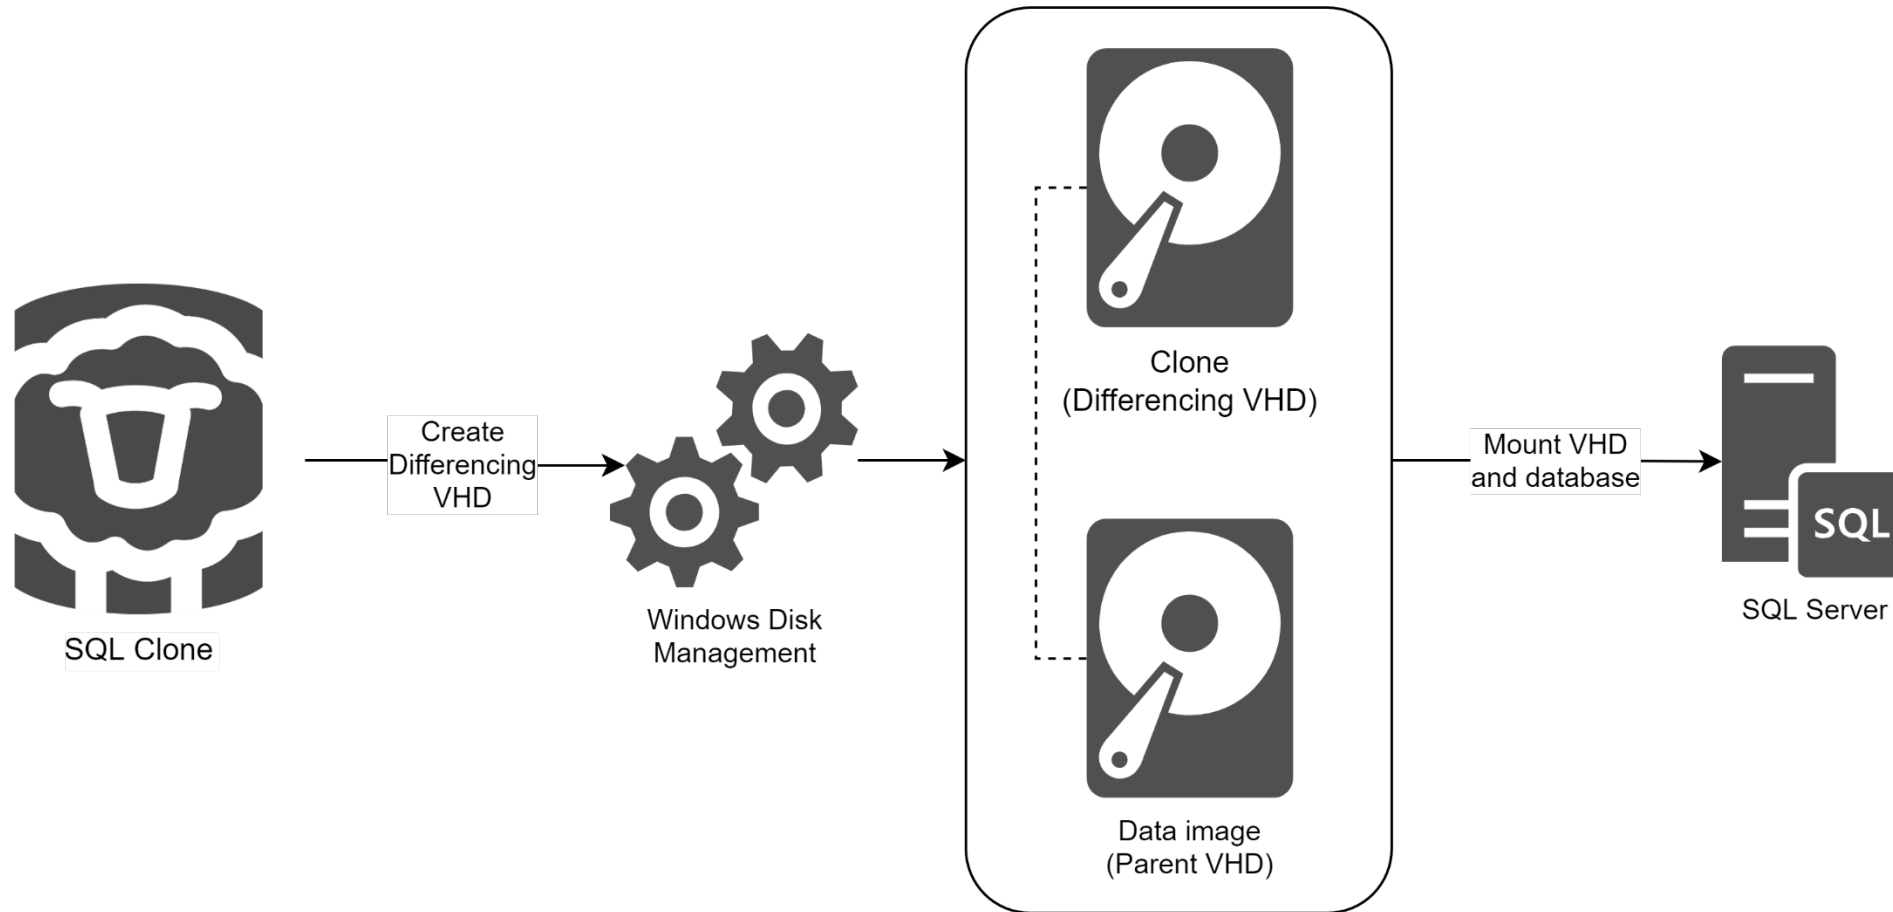 SQL Clone
Create
Differencing
VHD
Windows Disk
Management
Clone
(Differencing VHD)
Data image
(Parent VHD)
Mount VHD
and database
SQL
SQL Server